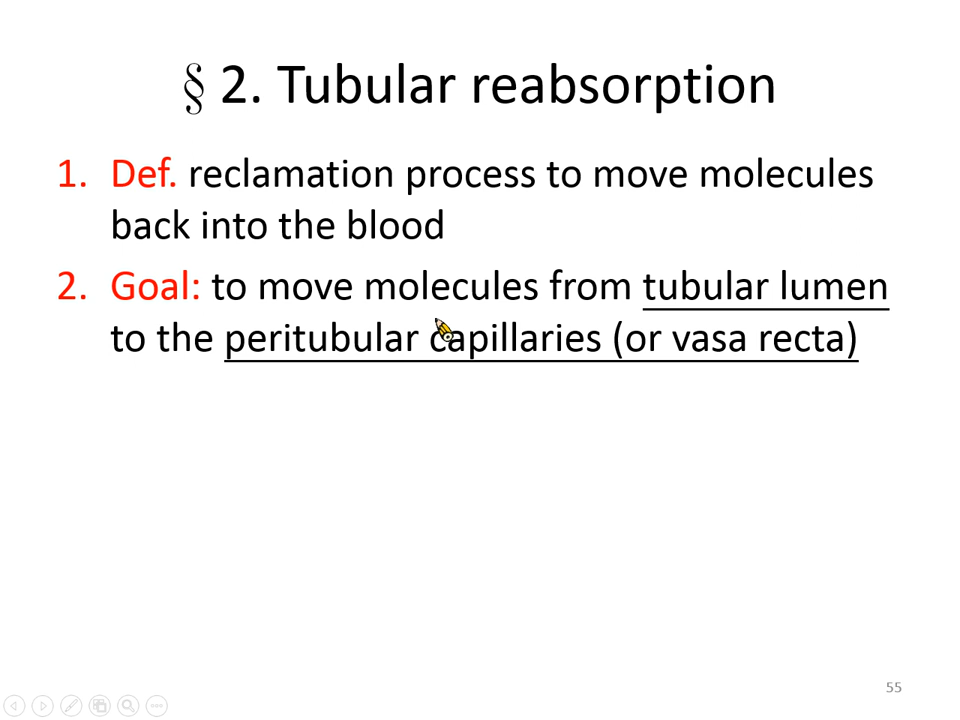 § 2. Tubular reabsorption
1. Def. reclamation process to move molecules
back into the blood
2. Goal: to move molecules from tubular lumen
to the peritubular capillaries (or vasa recta)
55